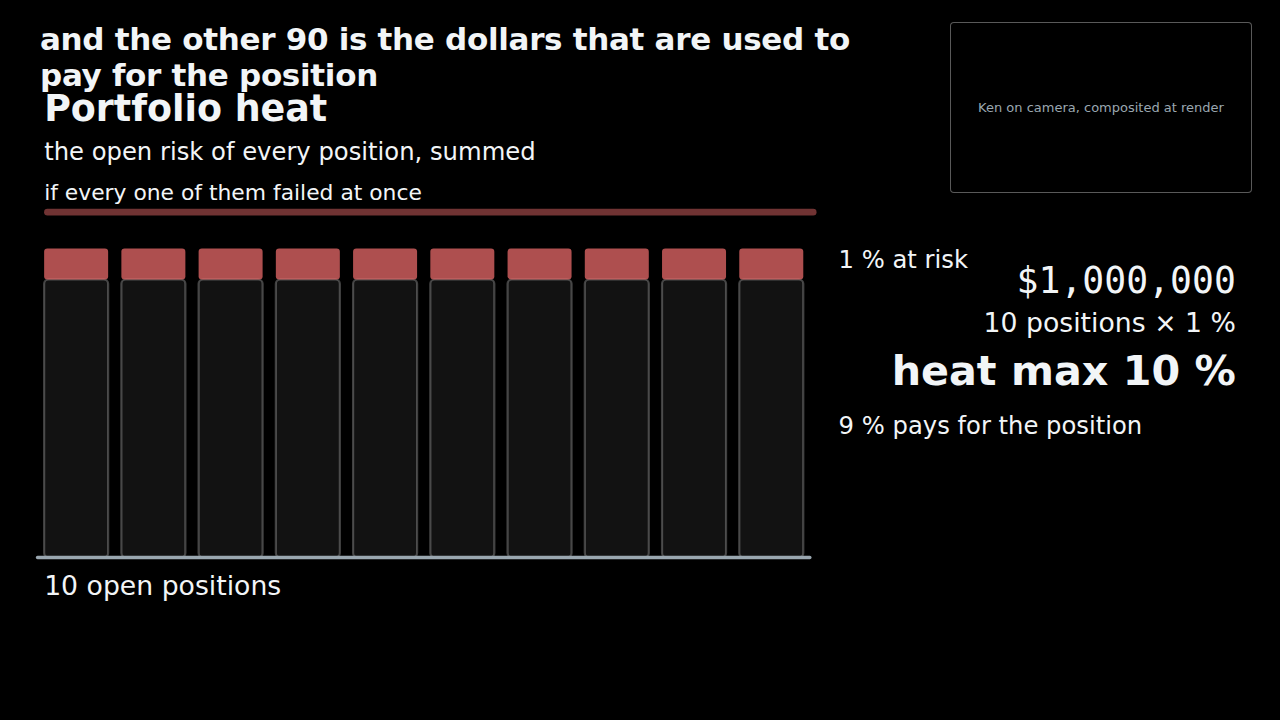 and the other 90 is the dollars that are used to
pay for the position
Portfolio heat
the open risk of every position, summed
if every one of them failed at once
Ken on camera, composited at render
1 % at risk
$1,000,000
10 positions × 1 %
heat max 10 %
9 % pays for the position
10 open positions